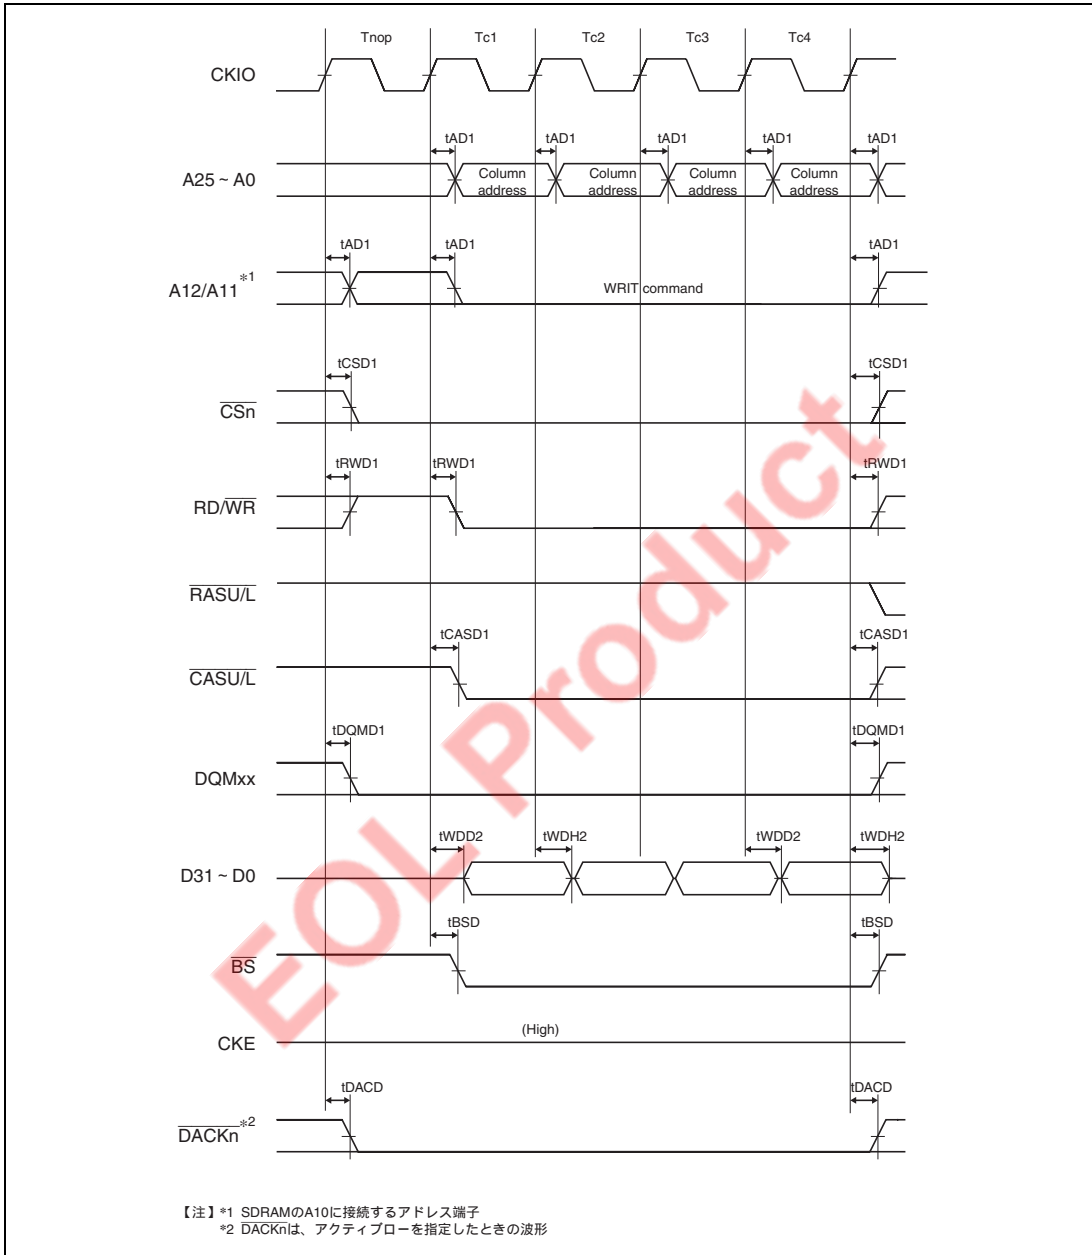 Tnop Tc1 Tc2 Tc3 Tc4
CKIO
tAD1 tAD1 tAD1 tAD1 tAD1
A25 ~ A0
Column address Column address Column address Column address
tAD1 tAD1 tAD1
A12/A11 *1
WRIT command
tCSD1 tCSD1
CSn
tRWD1 tRWD1 tRWD1
RD/WR
RASU/L
tCASD1 tCASD1
CASU/L
tDQMD1 tDQMD1
DQMxx
tWDD2 tWDH2 tWDD2 tWDH2
D31 ~ D0
tBSD tBSD
BS
(High)
CKE
tDACD tDACD
DACKn *2
【注】*1 SDRAMのA10に接続するアドレス端子
*2 DACKnは、アクティブローを指定したときの波形
EOL Product